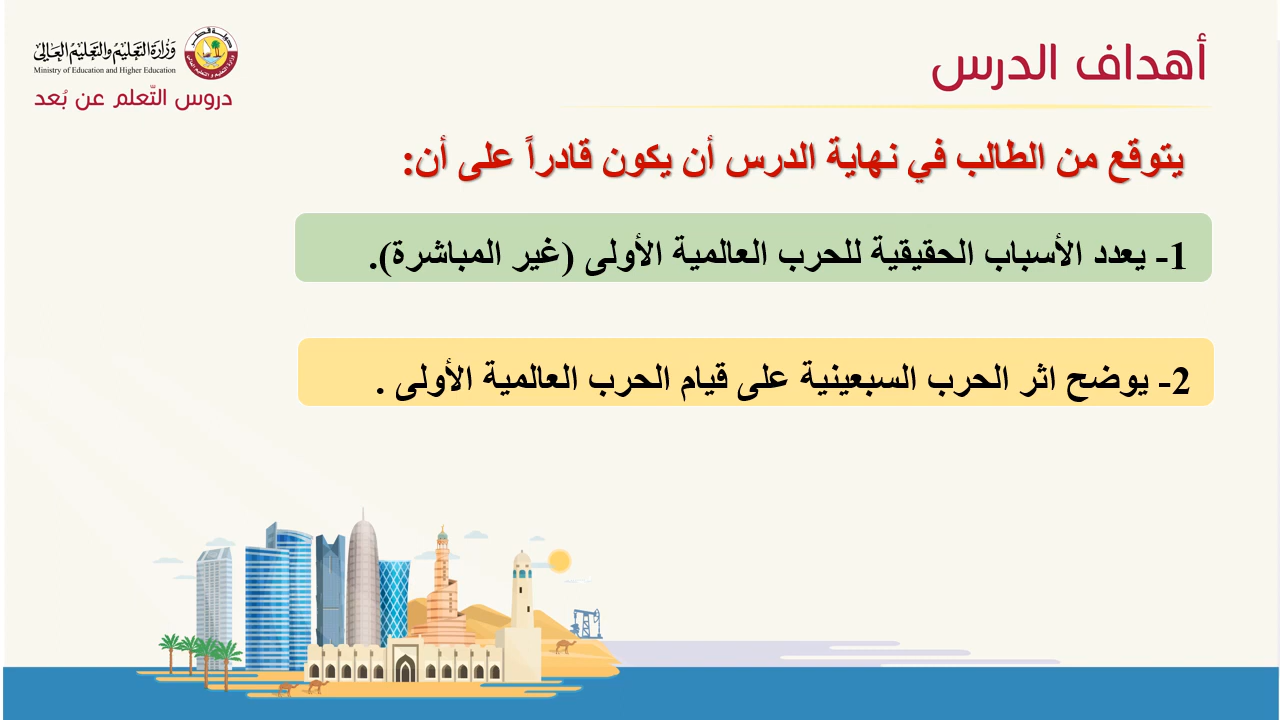 أهداف الدرس
وزارة التعليم والتعليم العالي
Ministry of Education and Higher Education
دروس التّعلم عن بُعد
يتوقع من الطالب في نهاية الدرس أن يكون قادراً على أن:
1- يعدد الأسباب الحقيقية للحرب العالمية الأولى (غير المباشرة).
2- يوضح اثر الحرب السبعينية على قيام الحرب العالمية الأولى .